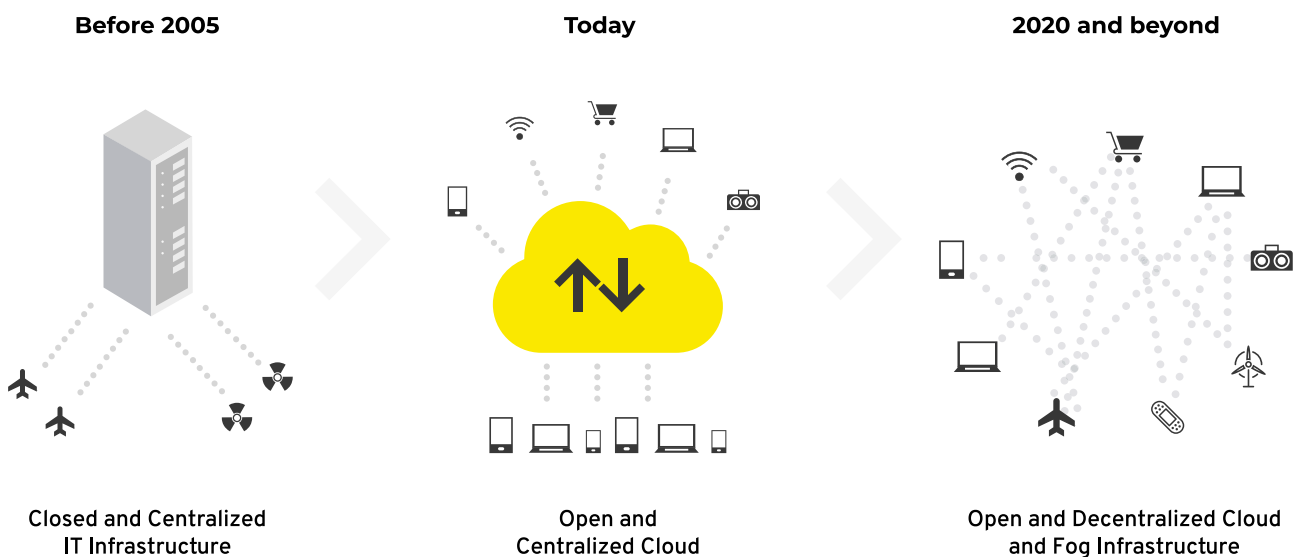 Before 2005
Today
2020 and beyond
Closed and Centralized
IT Infrastructure
Open and
Centralized Cloud
Open and Decentralized Cloud
and Fog Infrastructure